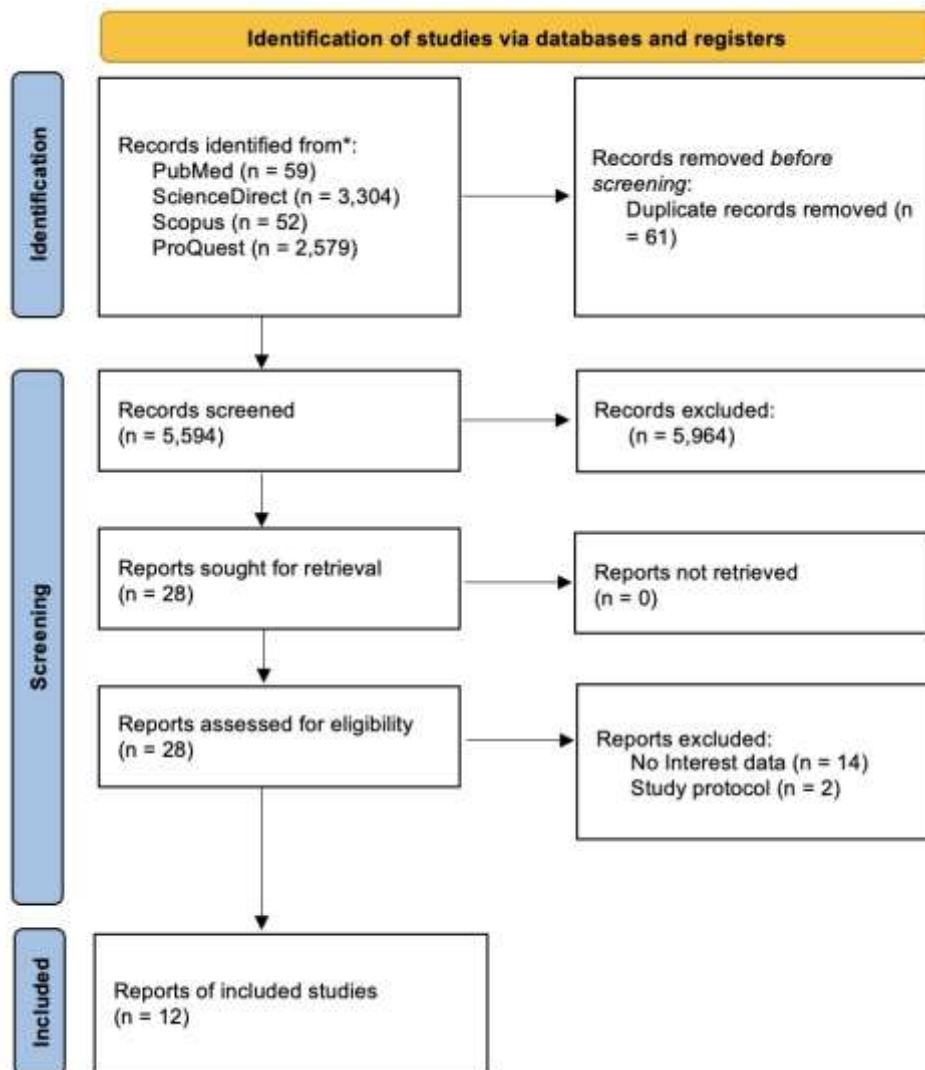 Identification of studies via databases and registers
Identification
Records identified from*:
PubMed (n = 59)
ScienceDirect (n = 3,304)
Scopus (n = 52)
ProQuest (n = 2,579)
Records removed before
screening:
Duplicate records removed (n
= 61)
Screening
Records screened
(n = 5,594)
Records excluded:
(n = 5,964)
Reports sought for retrieval
(n = 28)
Reports not retrieved
(n = 0)
Reports assessed for eligibility
(n = 28)
Reports excluded:
No Interest data (n = 14)
Study protocol (n = 2)
Included
Reports of included studies
(n = 12)